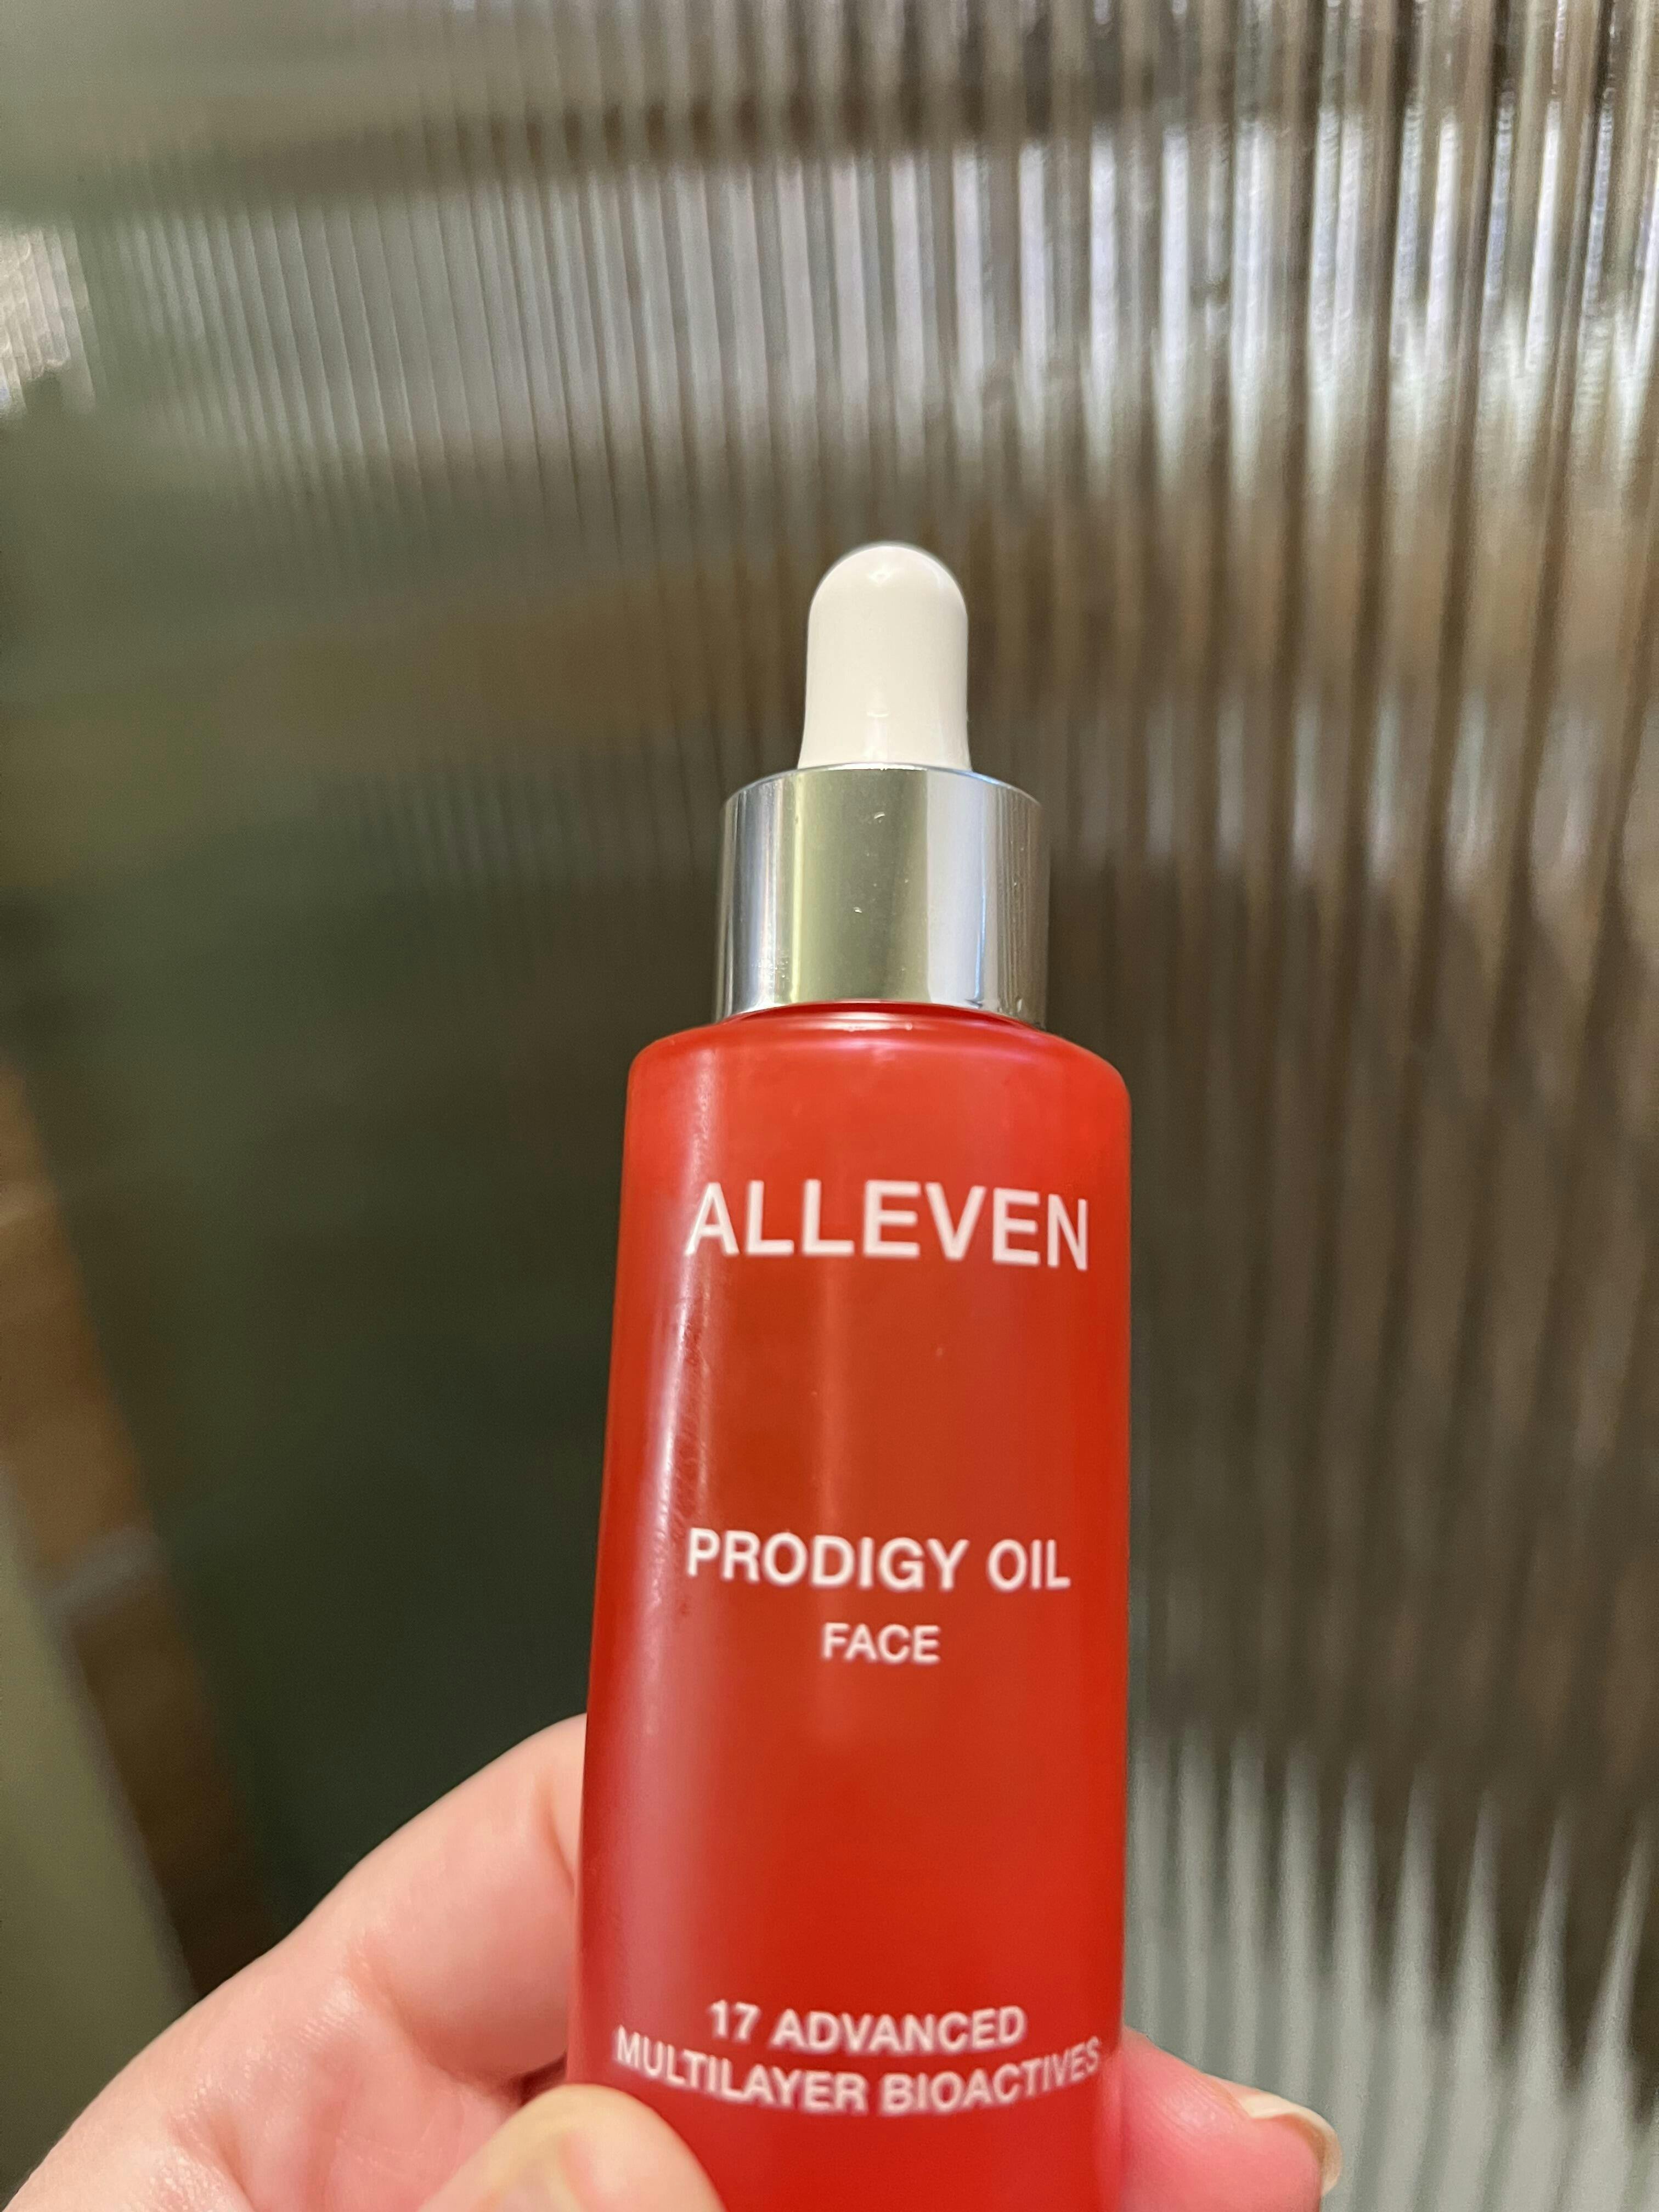 ALLEVEN
PRODIGY OIL
FACE
17 ADVANCED
MULTILAYER BIOACTIVES